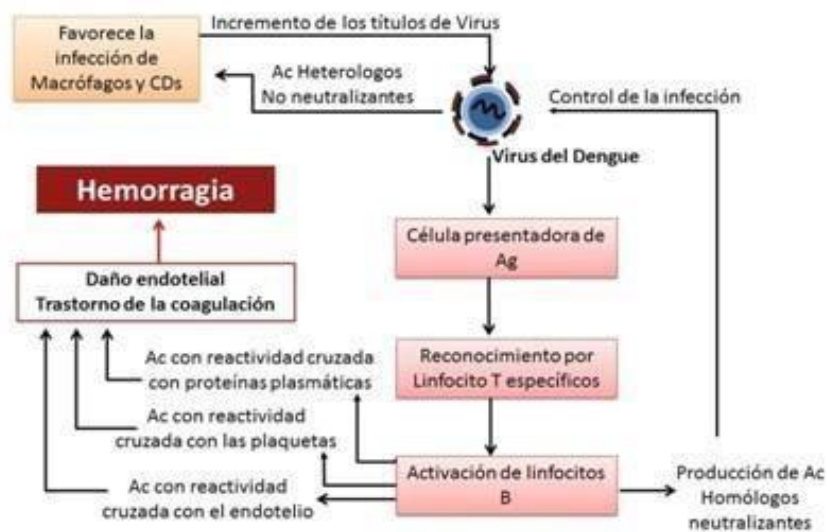 Favorece la
infección de
Macrófagos y CDs
Incremento de los títulos de Virus
Ac Heterologos
No neutralizantes
Control de la infección
Virus del Dengue
Hemorragia
Célula presentadora de
Ag
Daño endotelial
Trastorno de la coagulación
Reconocimiento por
Linfocito T específicos
Ac con reactividad cruzada
con proteínas plasmáticas
Ac con reactividad
cruzada con las plaquetas
Ac con reactividad
cruzada con el endotelio
Activación de linfocitos
B
Producción de Ac
Homólogos
neutralizantes